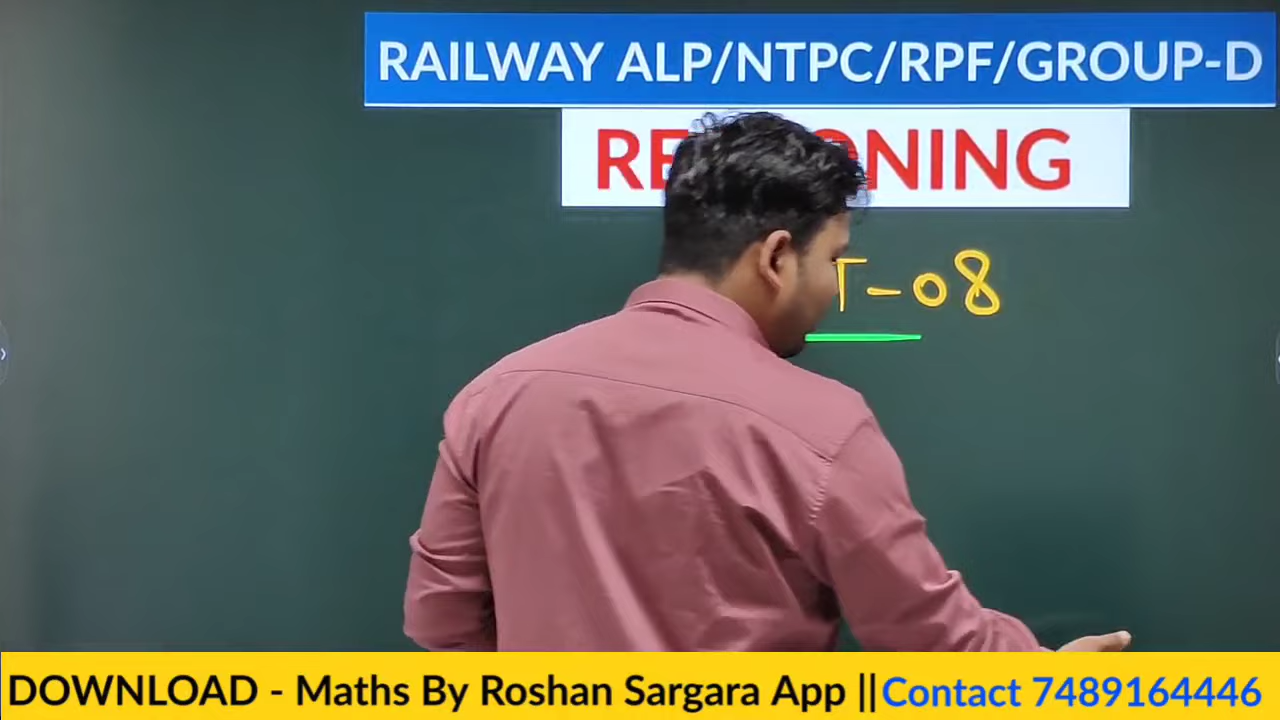 RAILWAY ALP/NTPC/RPF/GROUP-D
RE ONING
T-08
DOWNLOAD - Maths By Roshan Sargara App || Contact 7489164446